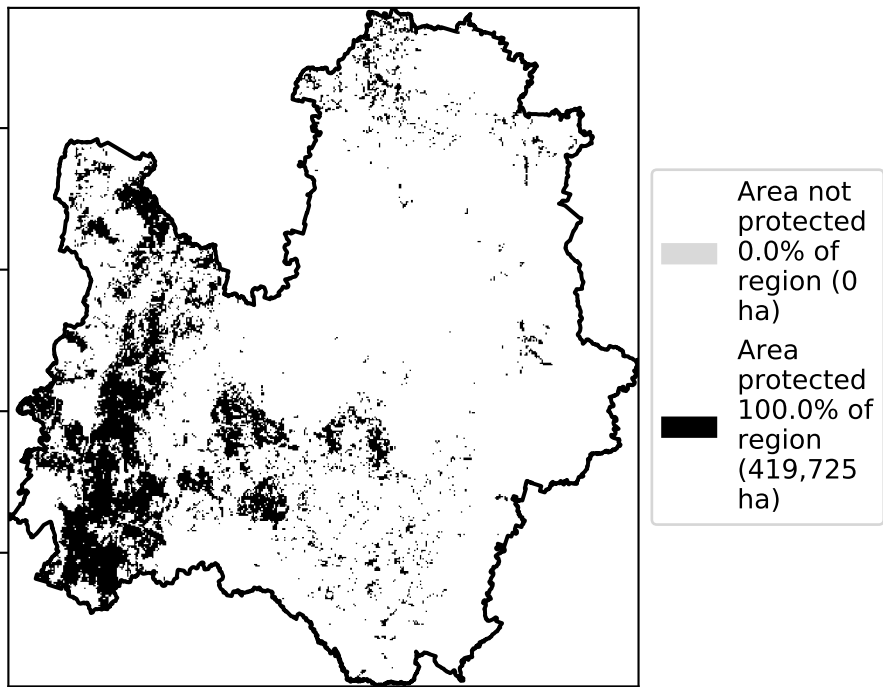 Area not
protected
0.0% of
region (0
ha)
Area
protected
100.0% of
region
(419,725
ha)